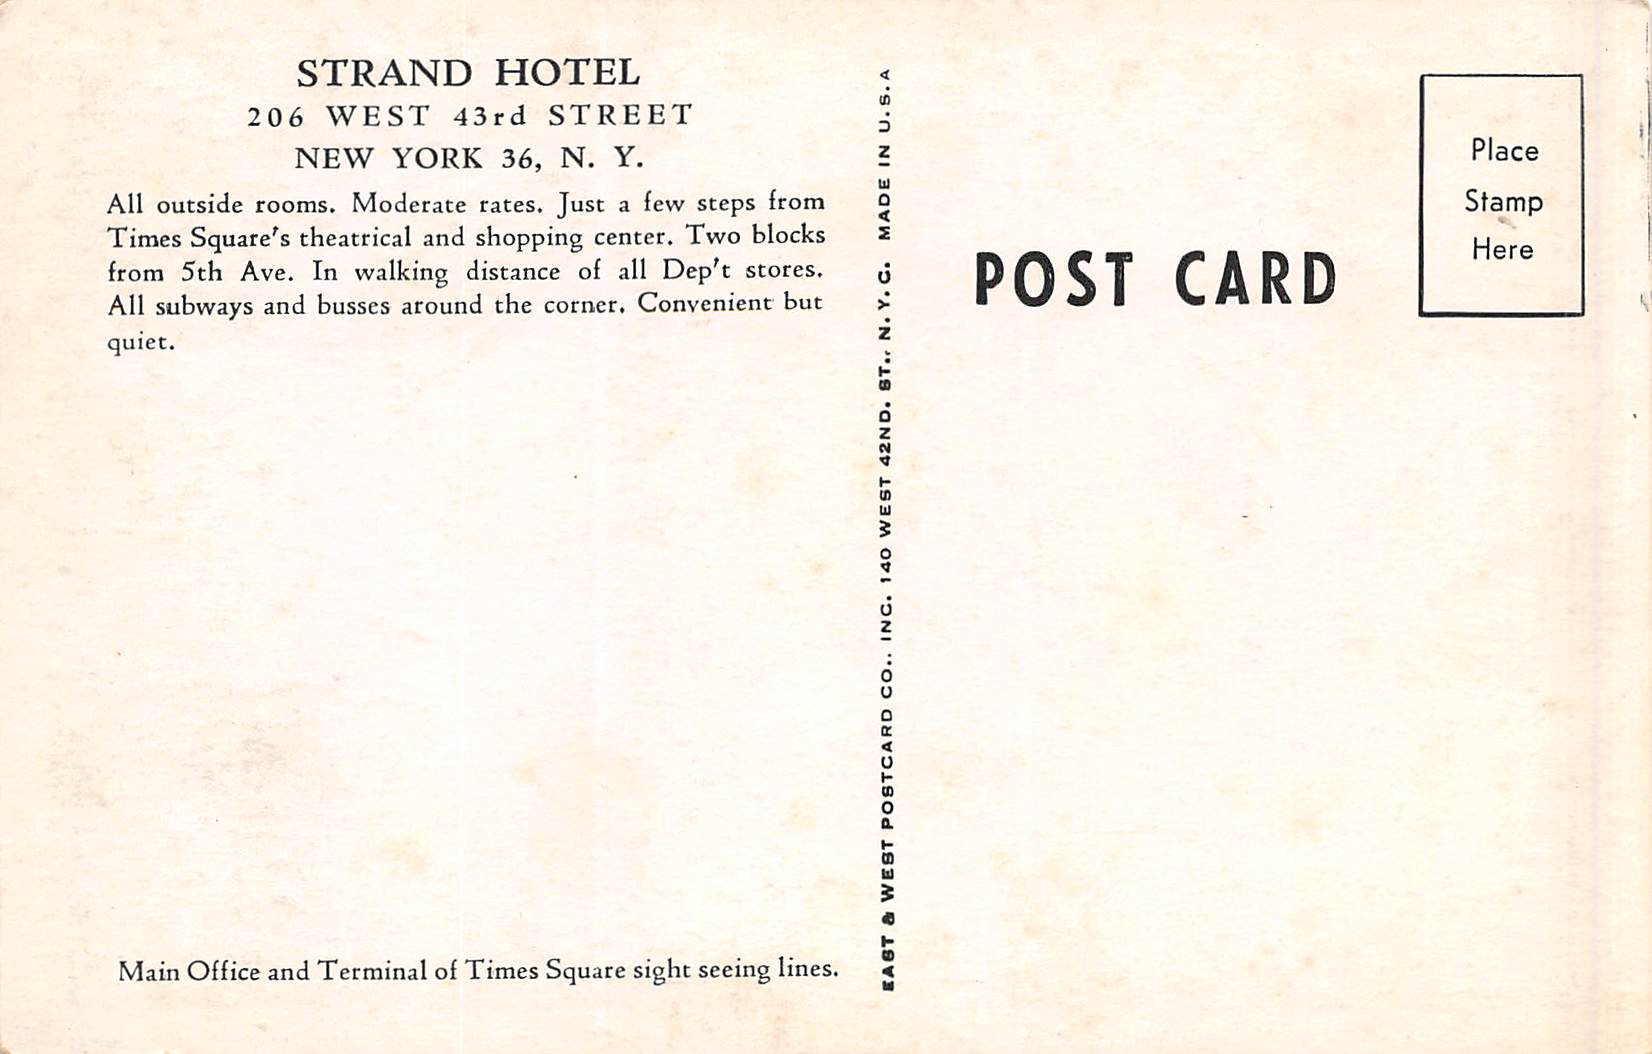 STRAND HOTEL
206 WEST 43rd STREET
NEW YORK 36, N. Y.
All outside rooms. Moderate rates. Just a few steps from
Times Square's theatrical and shopping center. Two blocks
from 5th Ave. In walking distance of all Dep't stores.
All subways and busses around the corner. Convenient but
quiet.
Main Office and Terminal of Times Square sight seeing lines.
EAST & WEST POSTCARD CO., INC. 140 WEST 42ND. ST., N.Y.C. MADE IN U.S.A
POST CARD
Place
Stamp
Here